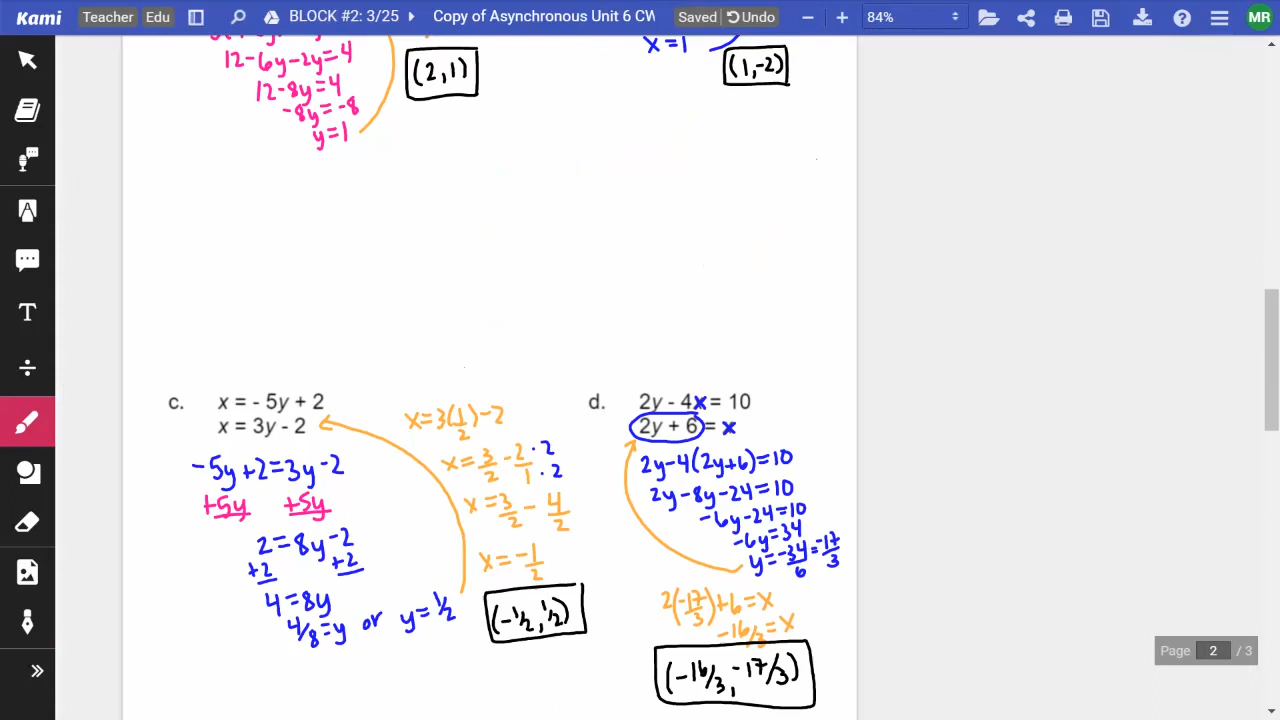 Kami Teacher Edu BLOCK #2: 3/25 Copy of Asynchronous Unit 6 CW Saved Undo 84% MR
12-6y-2y=4
12-8y=4
-8y=-8
y=1
(2,1)
x=1
(1,-2)
c. x = - 5y + 2
x = 3y - 2
-5y+2=3y-2
+5y +5y
2=8y-2
+2 +2
4=8y
4/8=y or y=1/2
x=3(1/2)-2
x=3/2-2/1 ·2 ·2
x=3/2-4/2
x=-1/2
(-1/2,1/2)
d. 2y - 4x = 10
2y + 6 = x
2y-4(2y+6)=10
2y-8y-24=10
-6y-24=10
-6y=34
y=-34/6=-17/3
2(-17/3)+6=x
-16/3=x
(-16/3,-17/3)
Page 2 / 3